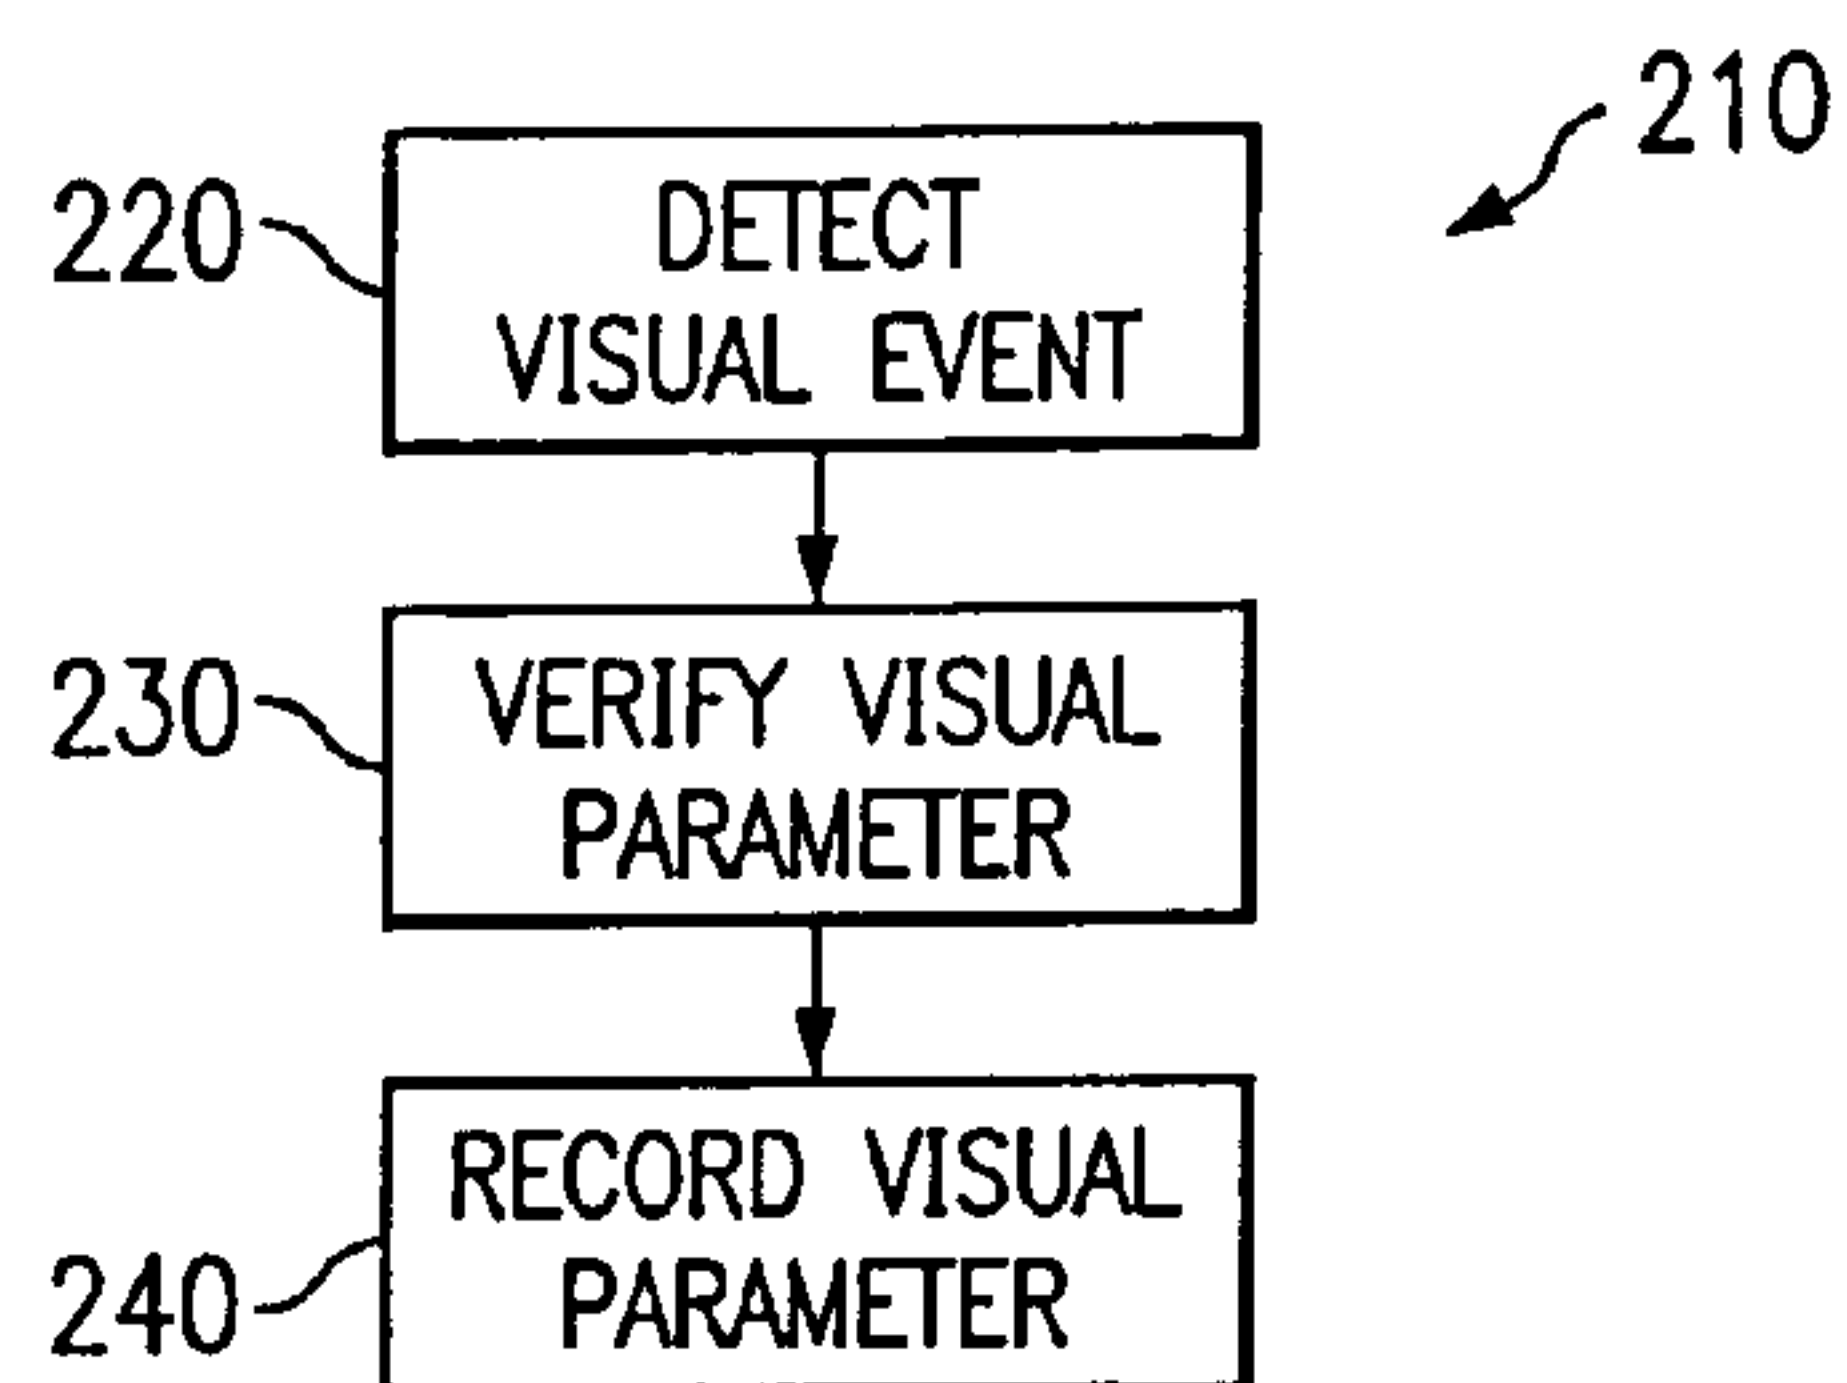 210
220
DETECT
VISUAL EVENT
230
VERIFY VISUAL
PARAMETER
240
RECORD VISUAL
PARAMETER